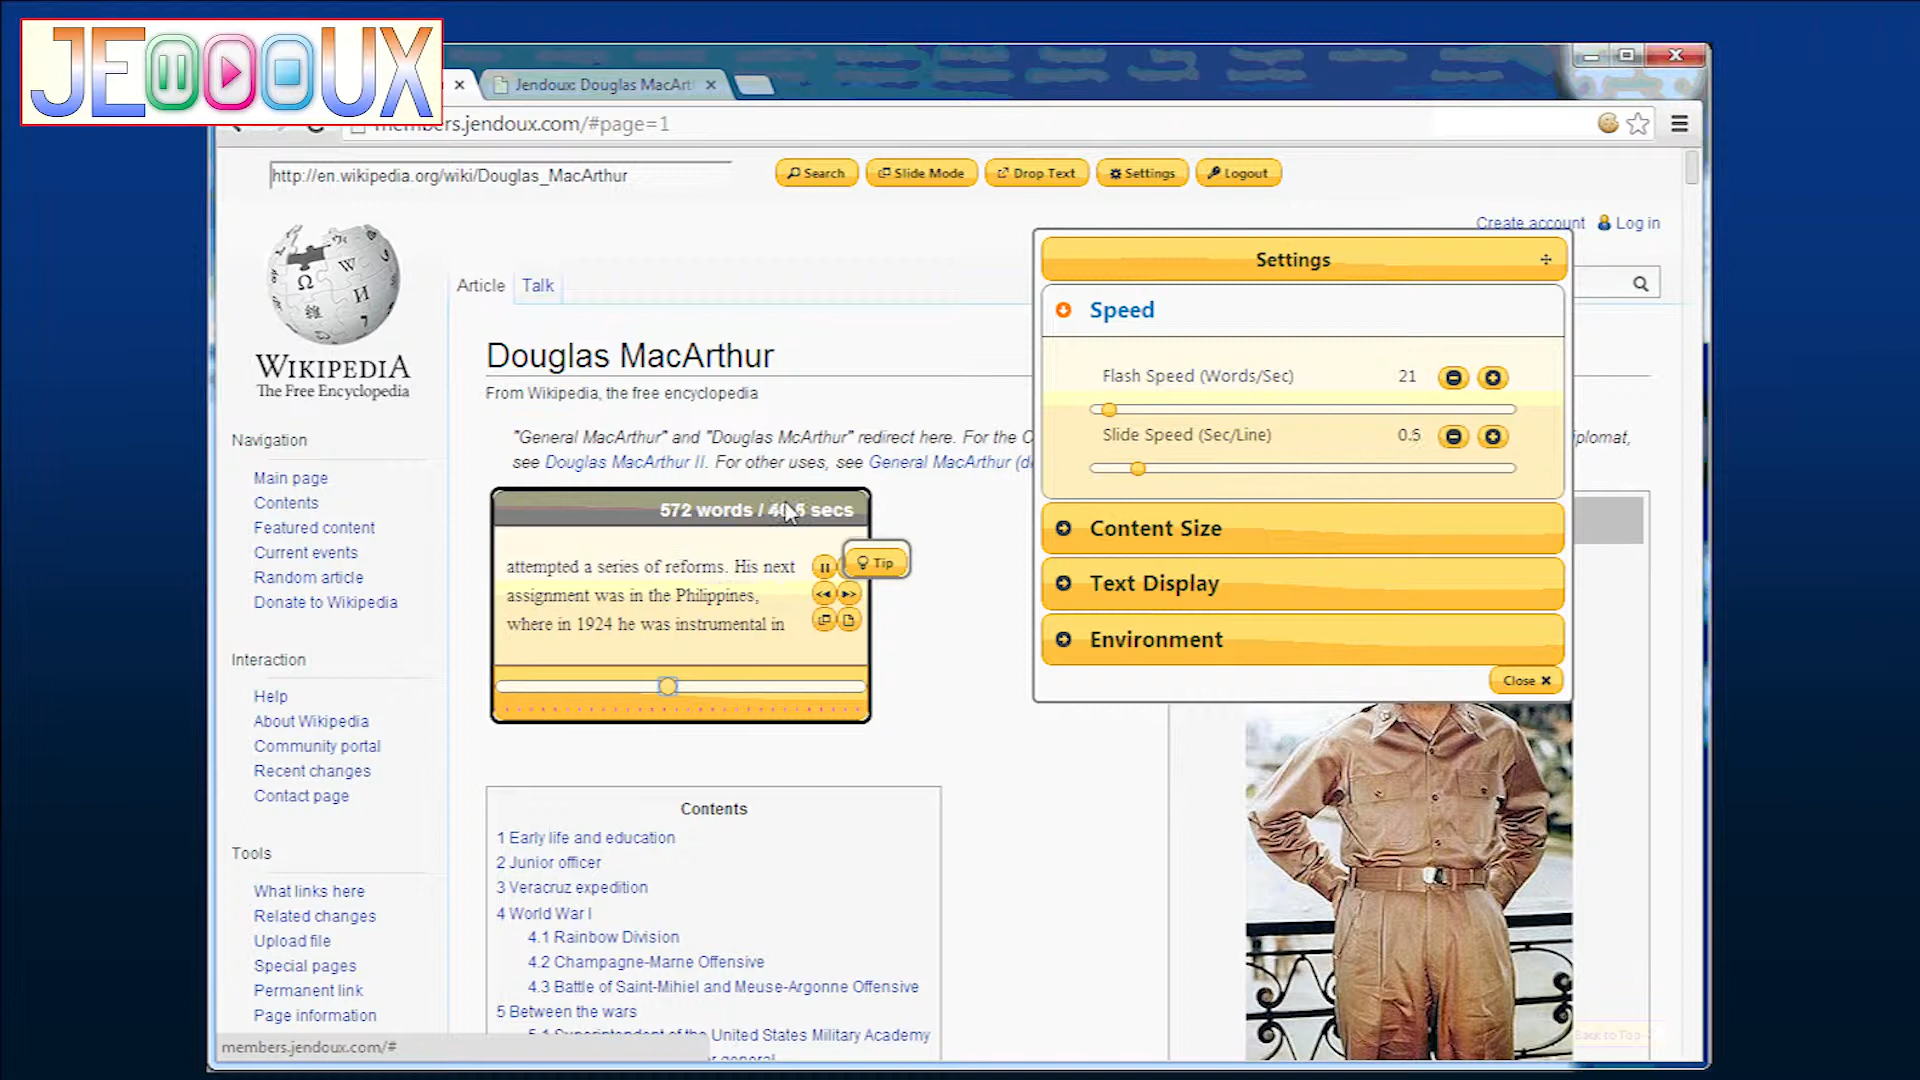 JENDOUX
Jendoux: Douglas MacArt
members.jendoux.com/#page=1
http://en.wikipedia.org/wiki/Douglas_MacArthur
Search
Slide Mode
Drop Text
Settings
Logout
Create account
Log in
WIKIPEDIA
The Free Encyclopedia
Article
Talk
Douglas MacArthur
From Wikipedia, the free encyclopedia
"General MacArthur" and "Douglas McArthur" redirect here. For the
see Douglas MacArthur II. For other uses, see General MacArthur
572 words / secs
attempted a series of reforms. His next
assignment was in the Philippines,
where in 1924 he was instrumental in
Tip
Settings
Speed
Flash Speed (Words/Sec) 21
Slide Speed (Sec/Line) 0.5
Content Size
Text Display
Environment
Close
Navigation
Main page
Contents
Featured content
Current events
Random article
Donate to Wikipedia
Interaction
Help
About Wikipedia
Community portal
Recent changes
Contact page
Tools
What links here
Related changes
Upload file
Special pages
Permanent link
Page information
Contents
1 Early life and education
2 Junior officer
3 Veracruz expedition
4 World War I
4.1 Rainbow Division
4.2 Champagne-Marne Offensive
4.3 Battle of Saint-Mihiel and Meuse-Argonne Offensive
5 Between the wars
5.1 Superintendent of the United States Military Academy
Back to Top
members.jendoux.com/#